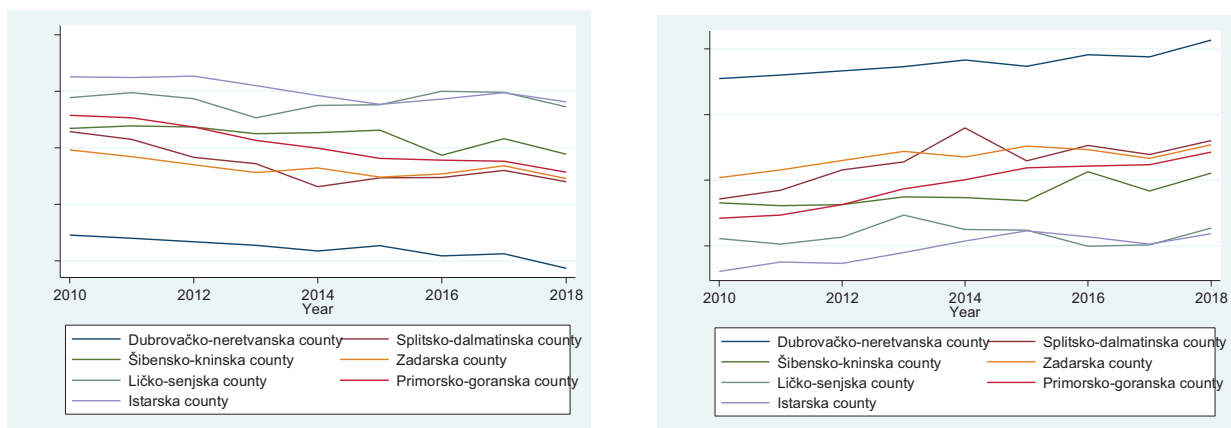 2010 2012 2014 2016 2018
Year
Dubrovačko-neretvanska county Splitsko-dalmatinska county
Šibensko-kninska county Zadarska county
Ličko-senjska county Primorsko-goranska county
Istarska county
2010 2012 2014 2016 2018
Year
Dubrovačko-neretvanska county Splitsko-dalmatinska county
Šibensko-kninska county Zadarska county
Ličko-senjska county Primorsko-goranska county
Istarska county